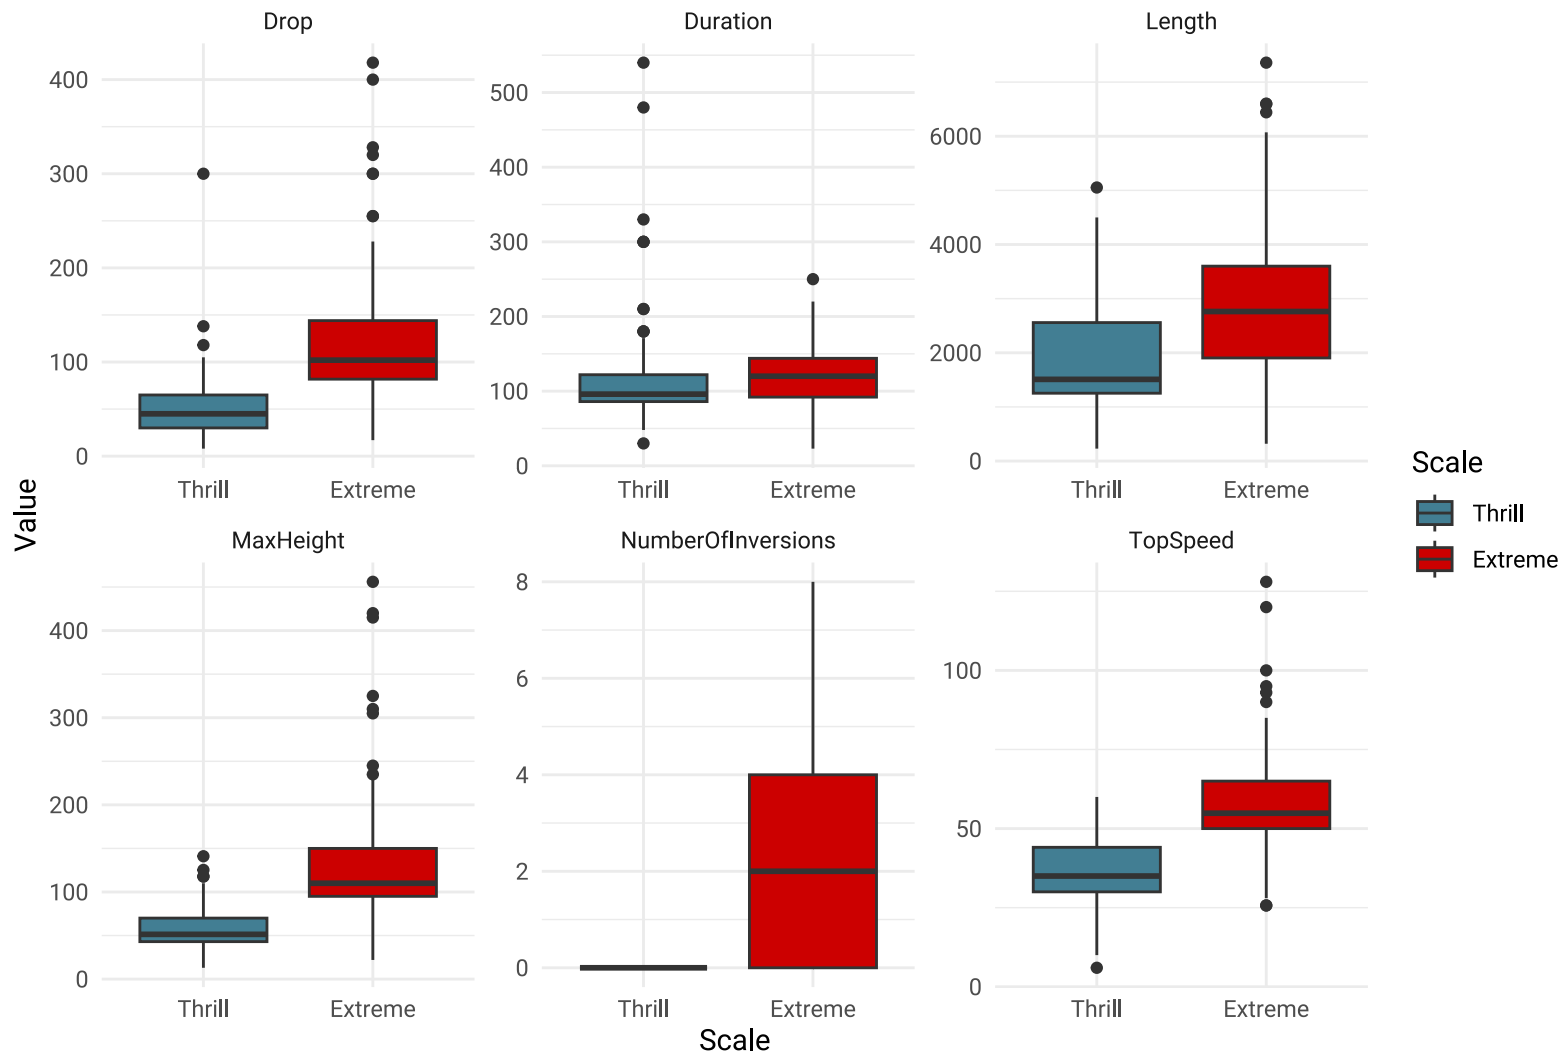 Drop
Duration
Length
400
300
200
100
0
500
400
300
200
100
0
6000
4000
2000
0
Thrill
Extreme
Thrill
Extreme
Thrill
Extreme
Value
MaxHeight
NumberOfInversions
TopSpeed
400
300
200
100
0
8
6
4
2
0
100
50
0
Thrill
Extreme
Thrill
Extreme
Thrill
Extreme
Scale
Scale
Thrill
Extreme